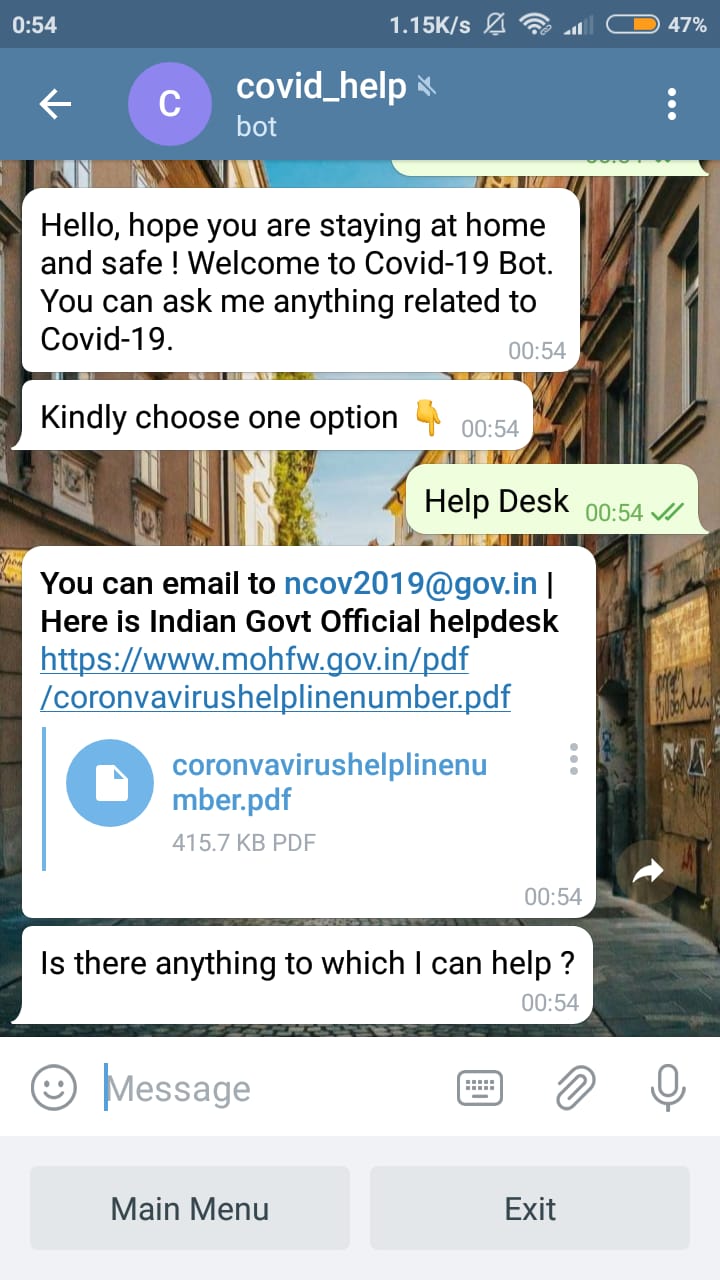 0:54
1.15K/s
47%
C
covid_help
bot
Hello, hope you are staying at home
and safe ! Welcome to Covid-19 Bot.
You can ask me anything related to
Covid-19.
00:54
Kindly choose one option 👇
00:54
Help Desk
00:54
You can email to ncov2019@gov.in |
Here is Indian Govt Official helpdesk
https://www.mohfw.gov.in/pdf
/coronvavirushelplinenumber.pdf
coronvavirushelplinenu
mber.pdf
415.7 KB PDF
00:54
Is there anything to which I can help ?
00:54
Message
Main Menu
Exit